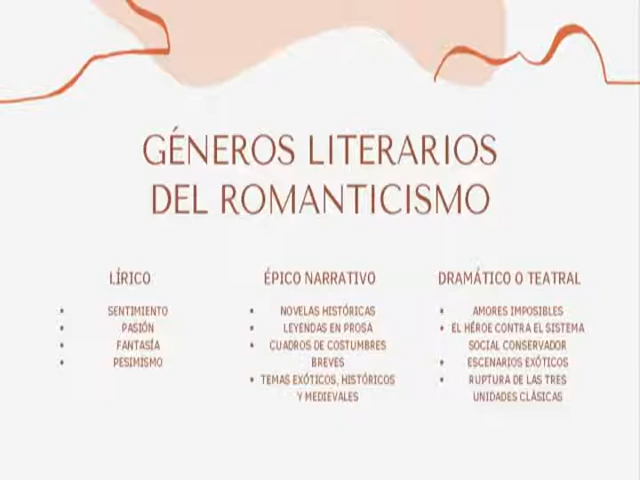 GÉNEROS LITERARIOS
DEL ROMANTICISMO
LÍRICO
• SENTIMIENTO
• PASIÓN
• FANTASÍA
• PESIMISMO
ÉPICO NARRATIVO
• NOVELAS HISTÓRICAS
• LEYENDAS EN PROSA
• CUADROS DE COSTUMBRES
BREVES
• TEMAS EXÓTICOS, HISTÓRICOS
Y MEDIEVALES
DRAMÁTICO O TEATRAL
• AMORES IMPOSIBLES
• EL HÉROE CONTRA EL SISTEMA
SOCIAL CONSERVADOR
• ESCENARIOS EXÓTICOS
• RUPTURA DE LAS TRES
UNIDADES CLÁSICAS